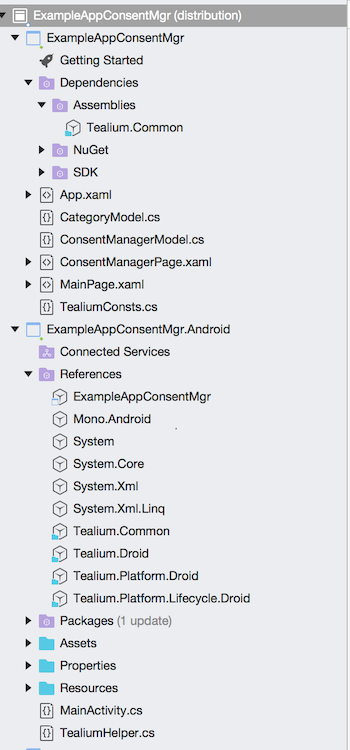 ExampleAppConsentMgr (distribution)
ExampleAppConsentMgr
Getting Started
Dependencies
Assemblies
Tealium.Common
NuGet
SDK
App.xaml
CategoryModel.cs
ConsentManagerModel.cs
ConsentManagerPage.xaml
MainPage.xaml
TealiumConsts.cs
ExampleAppConsentMgr.Android
Connected Services
References
ExampleAppConsentMgr
Mono.Android
System
System.Core
System.Xml
System.Xml.Linq
Tealium.Common
Tealium.Droid
Tealium.Platform.Droid
Tealium.Platform.Lifecycle.Droid
Packages (1 update)
Assets
Properties
Resources
MainActivity.cs
TealiumHelper.cs